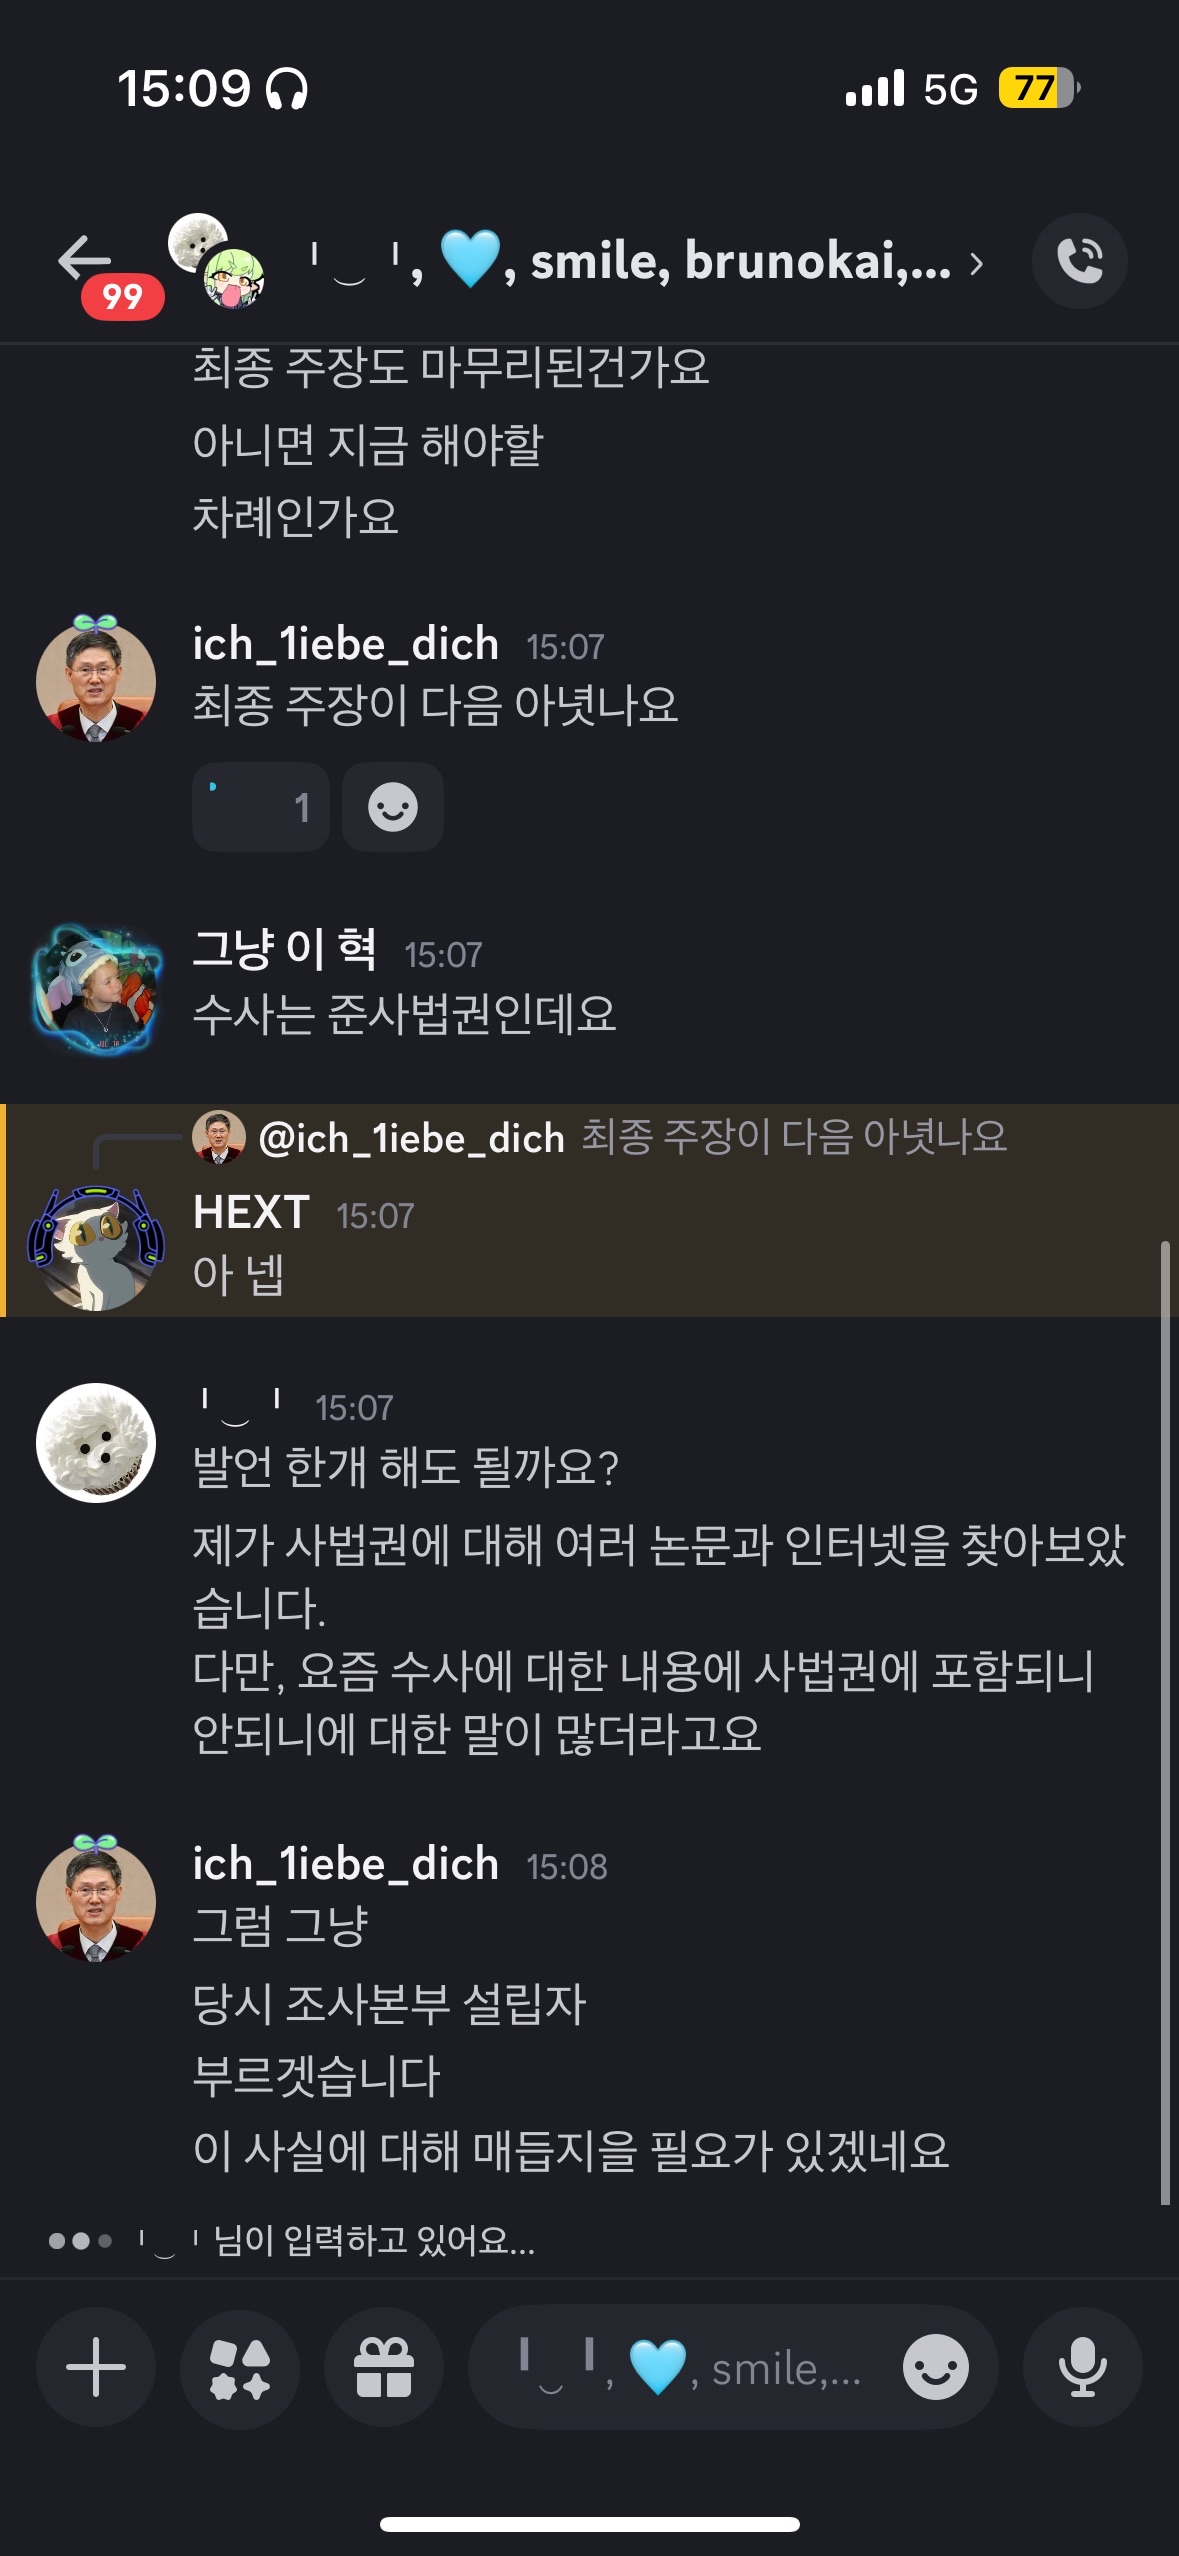 15:09 5G 77
99 ╹‿╹, 🩵, smile, brunokai,... ›
최종 주장도 마무리된건가요
아니면 지금 해야할
차례인가요
ich_1iebe_dich 15:07
최종 주장이 다음 아녓나요
1
그냥 이 혁 15:07
수사는 준사법권인데요
@ich_1iebe_dich 최종 주장이 다음 아녓나요
HEXT 15:07
아 넵
╹‿╹ 15:07
발언 한개 해도 될까요?
제가 사법권에 대해 여러 논문과 인터넷을 찾아보았
습니다.
다만, 요즘 수사에 대한 내용에 사법권에 포함되니
안되니에 대한 말이 많더라고요
ich_1iebe_dich 15:08
그럼 그냥
당시 조사본부 설립자
부르겟습니다
이 사실에 대해 매듭지을 필요가 있겠네요
╹‿╹ 님이 입력하고 있어요...
╹‿╹, 🩵, smile,...